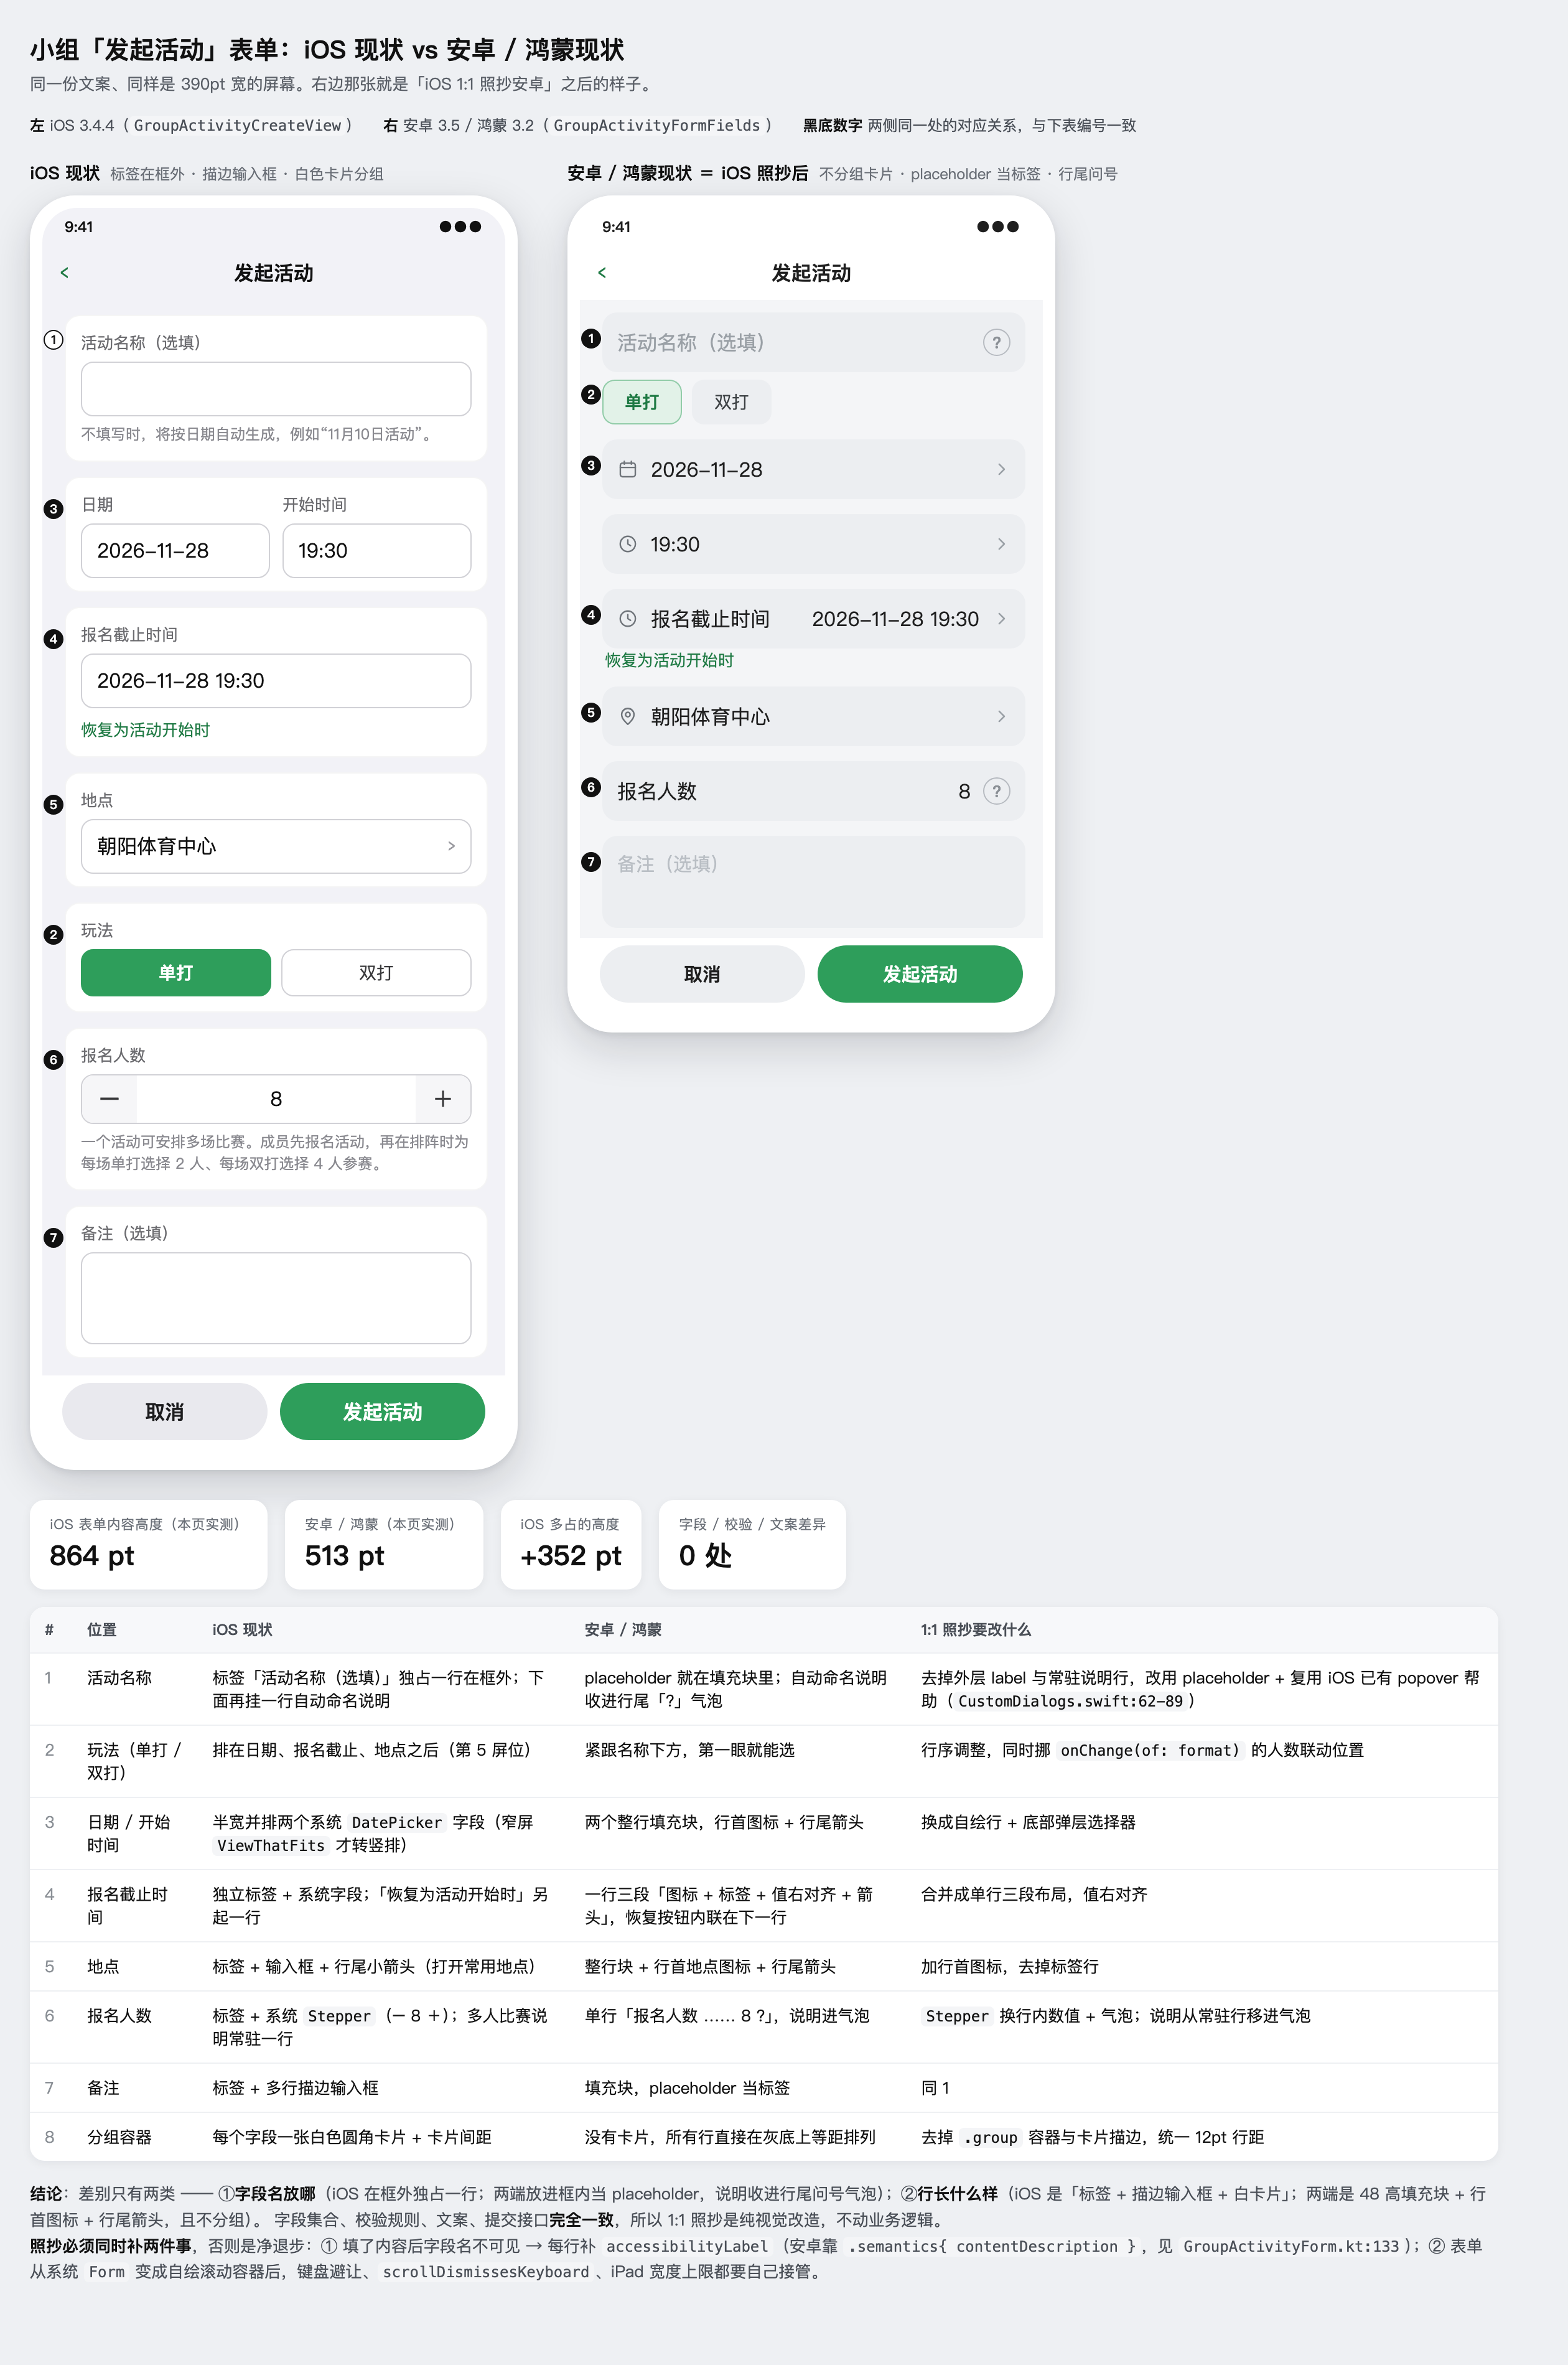 小组「发起活动」表单：iOS 现状 vs 安卓 / 鸿蒙现状
同一份文案、同样是 390pt 宽的屏幕。右边那张就是「iOS 1:1 照抄安卓」之后的样子。
左 iOS 3.4.4（ GroupActivityCreateView ） 右 安卓 3.5 / 鸿蒙 3.2（ GroupActivityFormFields ） 黑底数字 两侧同一处的对应关系，与下表编号一致
iOS 现状 标签在框外 · 描边输入框 · 白色卡片分组
9:41
<
发起活动
1
活动名称（选填）
不填写时，将按日期自动生成，例如“11月10日活动”。
3
日期 开始时间
2026-11-28 19:30
4
报名截止时间
2026-11-28 19:30
恢复为活动开始时
5
地点
朝阳体育中心 >
2
玩法
单打 双打
6
报名人数
— 8 +
一个活动可安排多场比赛。成员先报名活动，再在排阵时为
每场单打选择 2 人、每场双打选择 4 人参赛。
7
备注（选填）
取消 发起活动
安卓 / 鸿蒙现状 = iOS 照抄后 不分组卡片 · placeholder 当标签 · 行尾问号
9:41
<
发起活动
1
活动名称（选填） ?
2
单打 双打
3
2026-11-28
19:30
4
报名截止时间 2026-11-28 19:30
恢复为活动开始时
5
朝阳体育中心
6
报名人数 8 ?
7
备注（选填）
取消 发起活动
iOS 表单内容高度（本页实测）
864 pt
安卓 / 鸿蒙（本页实测）
513 pt
iOS 多占的高度
+352 pt
字段 / 校验 / 文案差异
0 处
# 位置 iOS 现状 安卓 / 鸿蒙 1:1 照抄要改什么
1 活动名称 标签「活动名称（选填）」独占一行在框外；下
面再挂一行自动命名说明
placeholder 就在填充块里；自动命名说明
收进行尾「?」气泡
去掉外层 label 与常驻说明行，改用 placeholder + 复用 iOS 已有 popover 帮
助（ CustomDialogs.swift:62-89 ）
2 玩法（单打 /
双打）
排在日期、报名截止、地点之后（第 5 屏位）
紧跟名称下方，第一眼就能选
行序调整，同时挪 onChange(of: format) 的人数联动位置
3 日期 / 开始
时间
半宽并排两个系统 DatePicker 字段（窄屏
ViewThatFits 才转竖排）
两个整行填充块，行首图标 + 行尾箭头
换成自绘行 + 底部弹层选择器
4 报名截止时
间
独立标签 + 系统字段；「恢复为活动开始时」另
起一行
一行三段「图标 + 标签 + 值右对齐 + 箭
头」，恢复按钮内联在下一行
合并成单行三段布局，值右对齐
5 地点 标签 + 输入框 + 行尾小箭头（打开常用地点） 整行块 + 行首地点图标 + 行尾箭头 加行首图标，去掉标签行
6 报名人数 标签 + 系统 Stepper （— 8 +）；多人比赛说
明常驻一行
单行「报名人数 …… 8 ?」，说明进气泡
Stepper 换行内数值 + 气泡；说明从常驻行移进气泡
7 备注 标签 + 多行描边输入框 填充块，placeholder 当标签 同 1
8 分组容器 每个字段一张白色圆角卡片 + 卡片间距 没有卡片，所有行直接在灰底上等距排列 去掉 .group 容器与卡片描边，统一 12pt 行距
结论：差别只有两类 —— ①字段名放哪（iOS 在框外独占一行；两端放进框内当 placeholder，说明收进行尾问号气泡）；②行长什么样（iOS 是「标签 + 描边输入框 + 白卡片」；两端是 48 高填充块 + 行
首图标 + 行尾箭头，且不分组）。 字段集合、校验规则、文案、提交接口完全一致，所以 1:1 照抄是纯视觉改造，不动业务逻辑。
照抄必须同时补两件事，否则是净退步：① 填了内容后字段名不可见 → 每行补 accessibilityLabel （安卓靠 .semantics{ contentDescription } ，见 GroupActivityForm.kt:133 ）；② 表单
从系统 Form 变成自绘滚动容器后，键盘避让、 scrollDismissesKeyboard 、iPad 宽度上限都要自己接管。